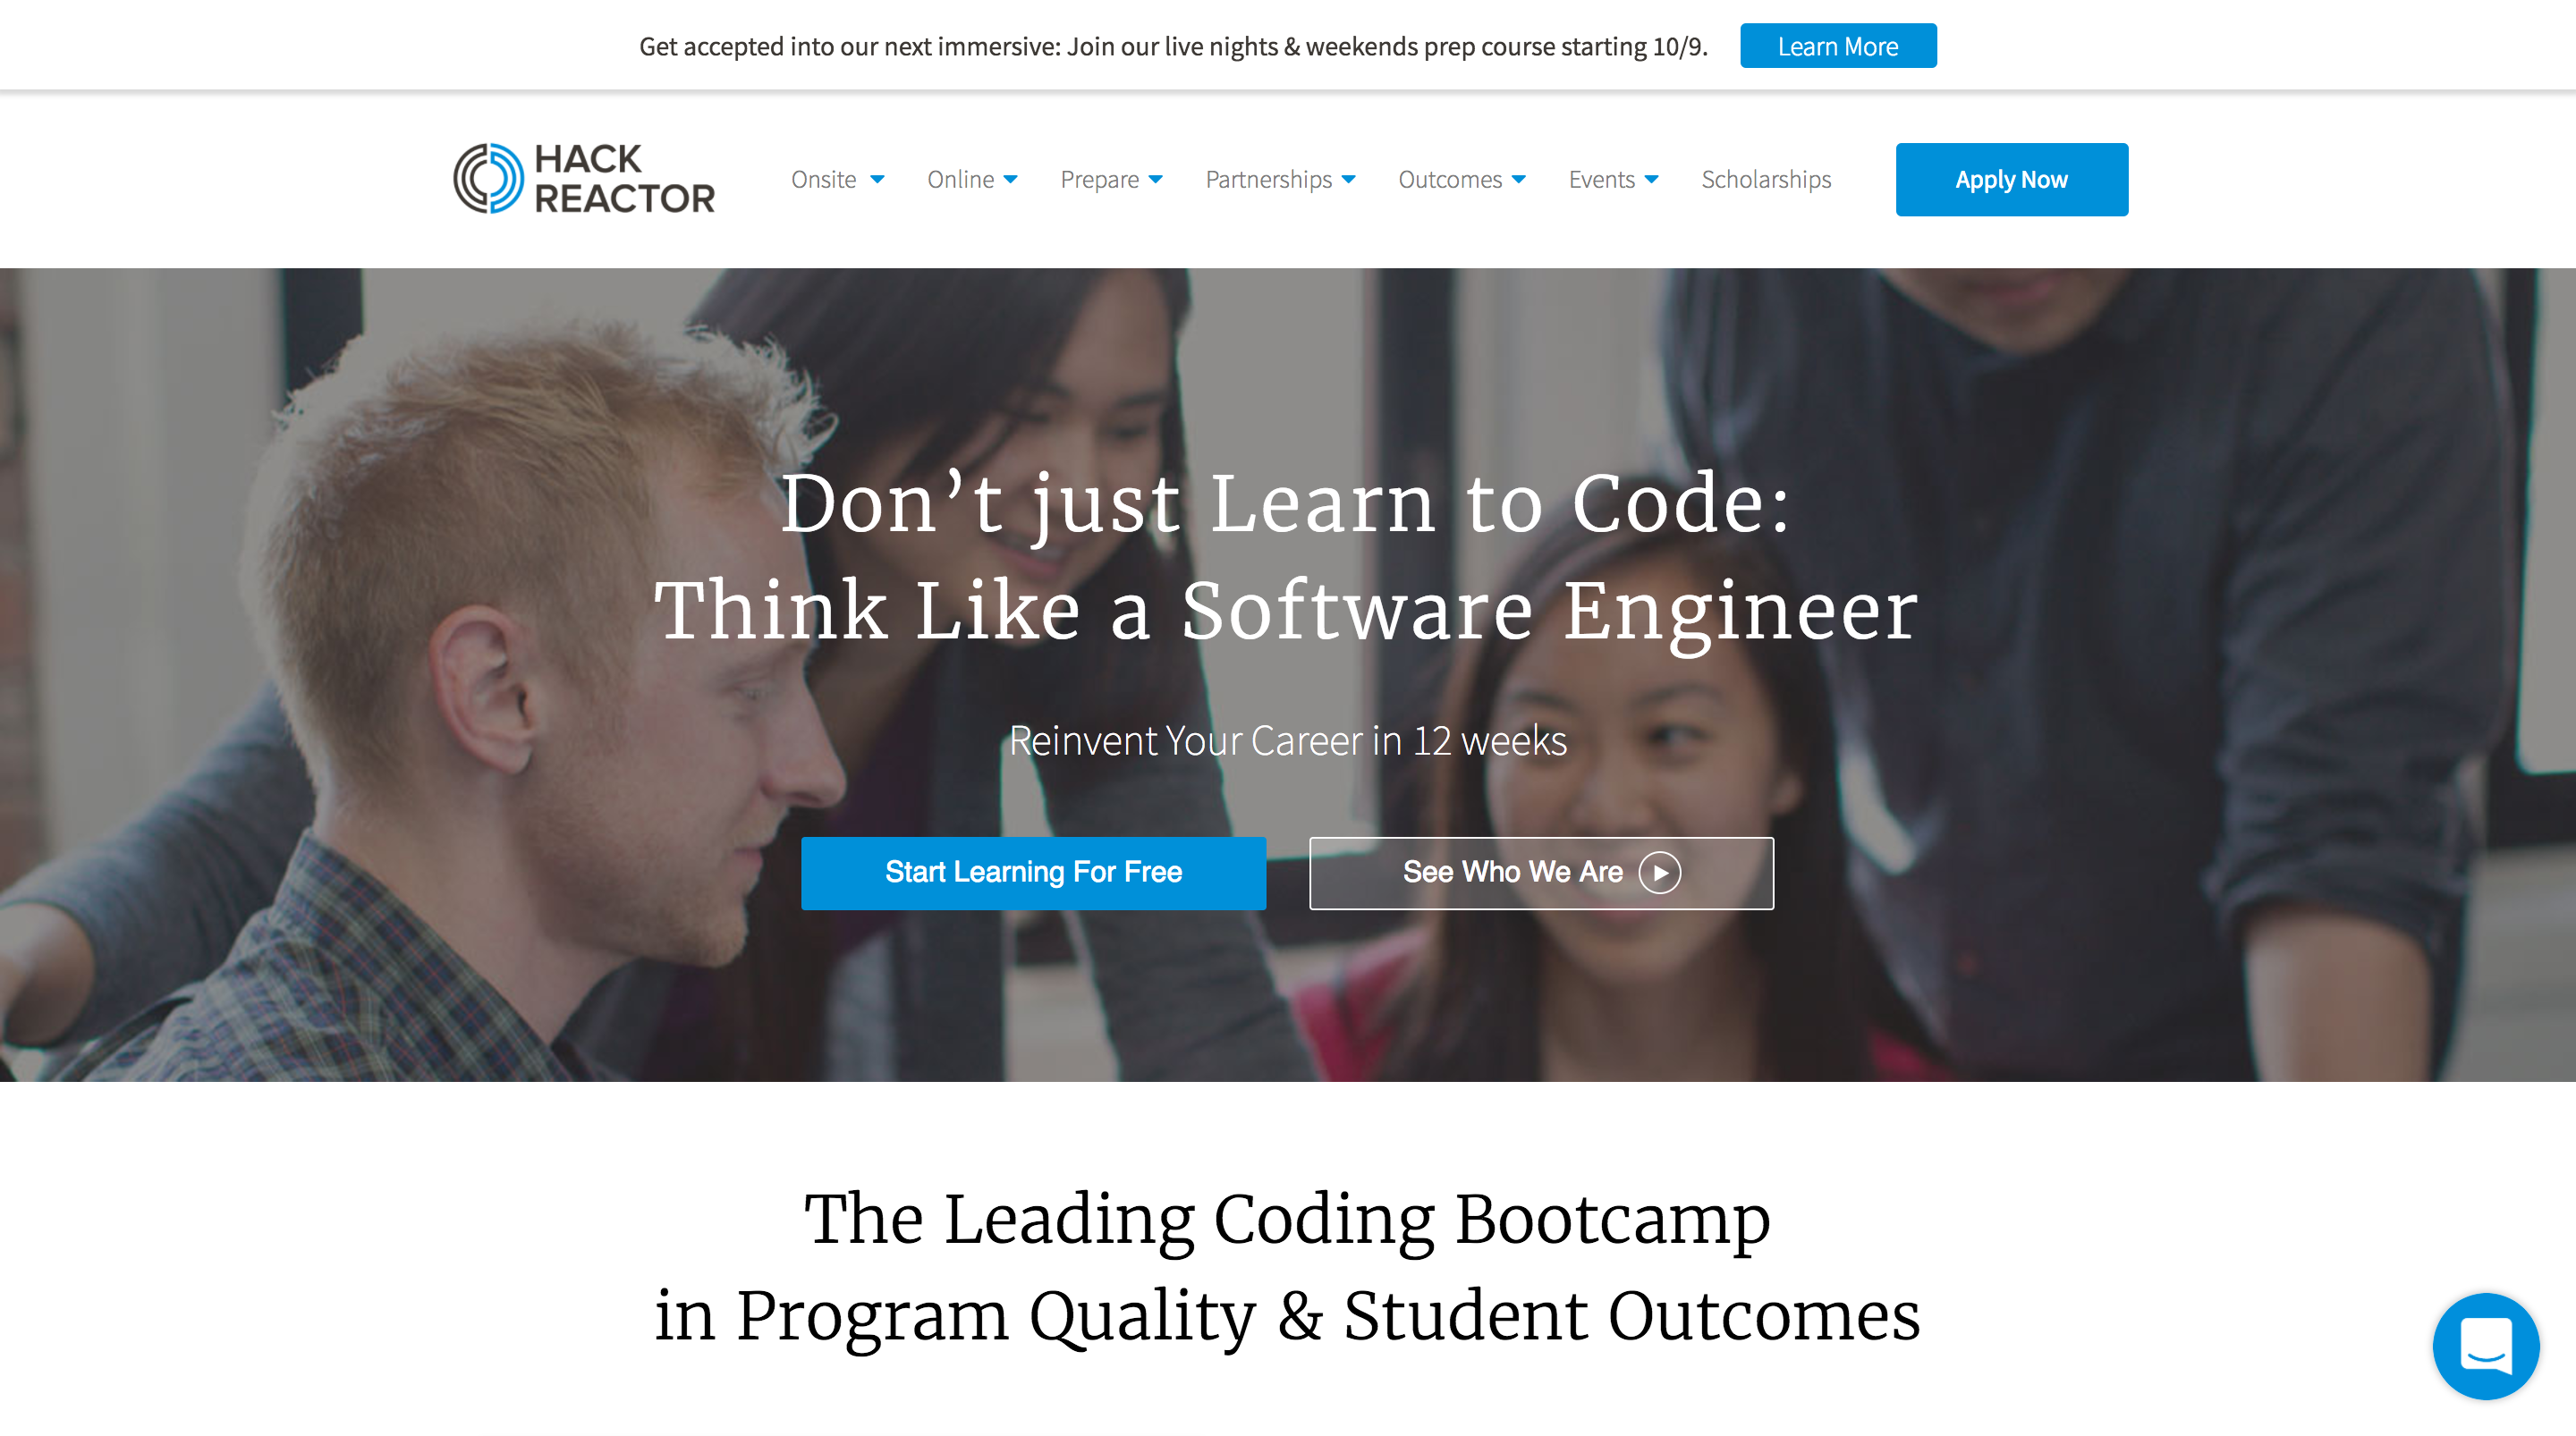 Get accepted into our next immersive: Join our live nights & weekends prep course starting 10/9. Learn More
HACK
REACTOR
Onsite Online Prepare Partnerships Outcomes Events Scholarships Apply Now
Don’t just Learn to Code:
Think Like a Software Engineer
Reinvent Your Career in 12 weeks
Start Learning For Free See Who We Are
The Leading Coding Bootcamp
in Program Quality & Student Outcomes